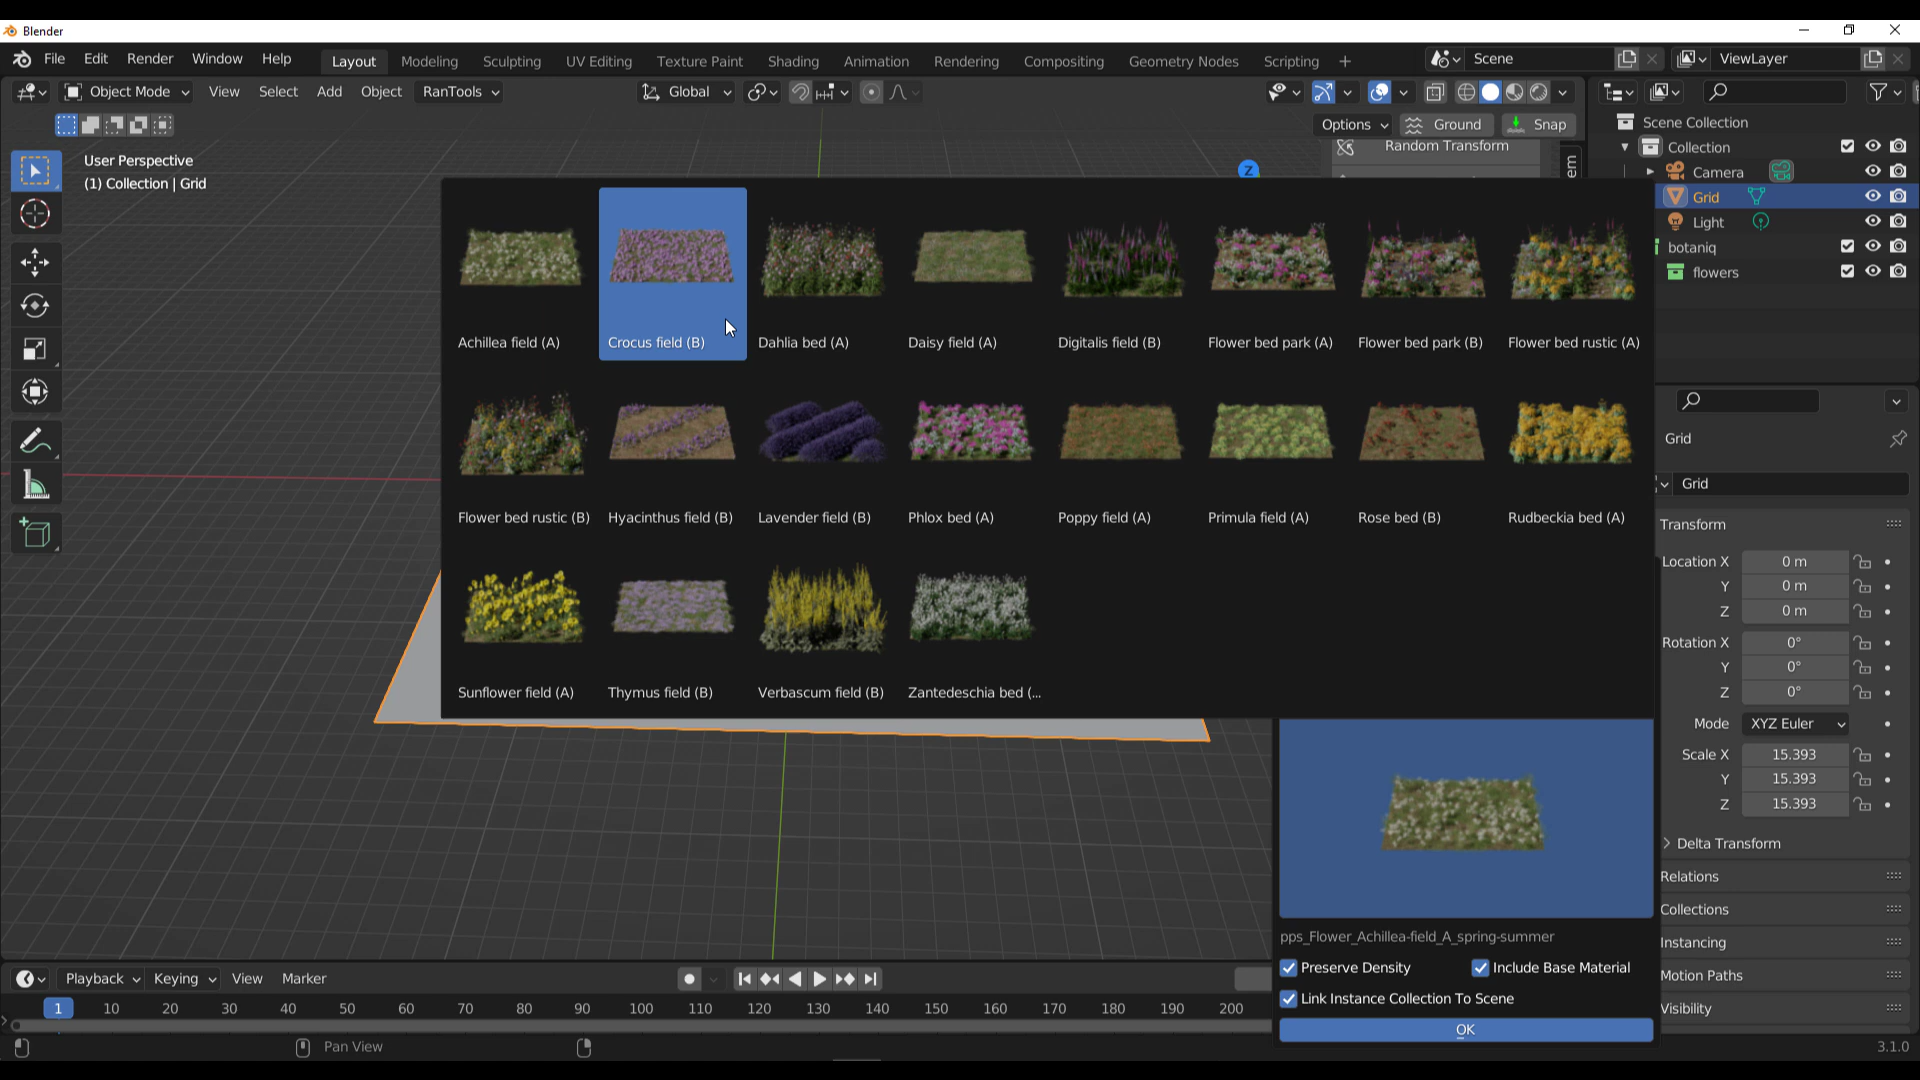 Blender
File Edit Render Window Help Layout Modeling Sculpting UV Editing Texture Paint Shading Animation Rendering Compositing Geometry Nodes Scripting + Scene ViewLayer
Object Mode View Select Add Object RanTools Global
Options Ground Snap
Random Transform
User Perspective
(1) Collection | Grid
Z
Scene Collection
Collection
Camera
Grid
Light
botaniq
flowers
Achillea field (A) Crocus field (B) Dahlia bed (A) Daisy field (A) Digitalis field (B) Flower bed park (A) Flower bed park (B) Flower bed rustic (A)
Flower bed rustic (B) Hyacinthus field (B) Lavender field (B) Phlox bed (A) Poppy field (A) Primula field (A) Rose bed (B) Rudbeckia bed (A)
Sunflower field (A) Thymus field (B) Verbascum field (B) Zantedeschia bed (...
Grid
Grid
Transform
Location X 0 m
Y 0 m
Z 0 m
Rotation X 0°
Y 0°
Z 0°
Mode XYZ Euler
Scale X 15.393
Y 15.393
Z 15.393
Delta Transform
Relations
Collections
Instancing
Motion Paths
Visibility
pps_Flower_Achillea-field_A_spring-summer
Preserve Density Include Base Material
Link Instance Collection To Scene
OK
Playback Keying View Marker
1 10 20 30 40 50 60 70 80 90 100 110 120 130 140 150 160 170 180 190 200
Pan View
3.1.0